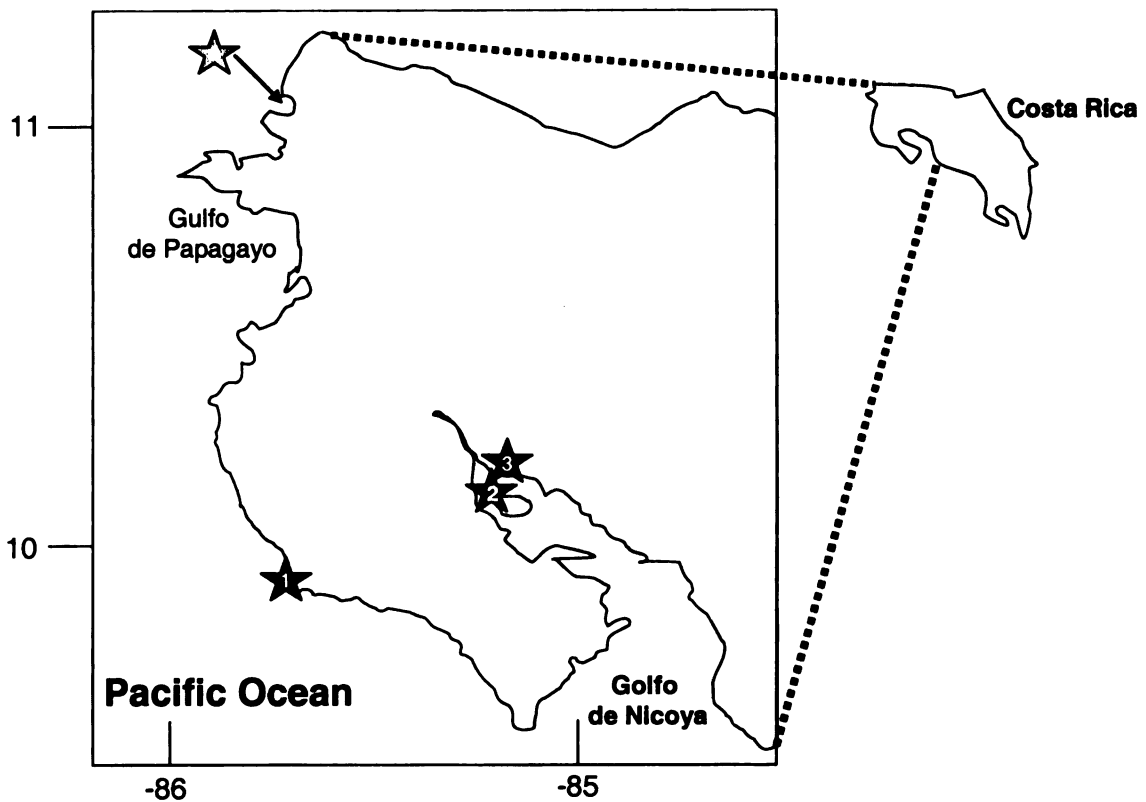 Costa Rica
11
Gulfo
de Papagayo
3
2
10
1
Pacific Ocean
Golfo
de Nicoya
-86
-85